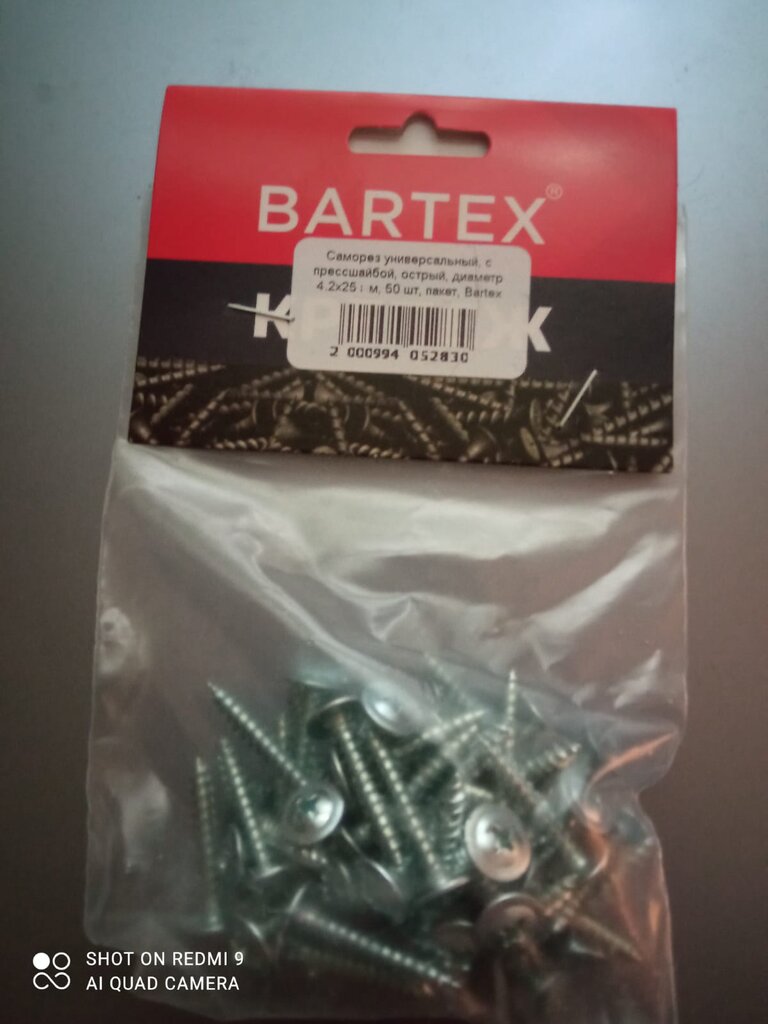 BARTEX®
Саморез универсальный, с
прессшайбой, острый, диаметр
4.2х25 м, 50 шт, пакет, Bartex
2 000994 052830
SHOT ON REDMI 9
AI QUAD CAMERA